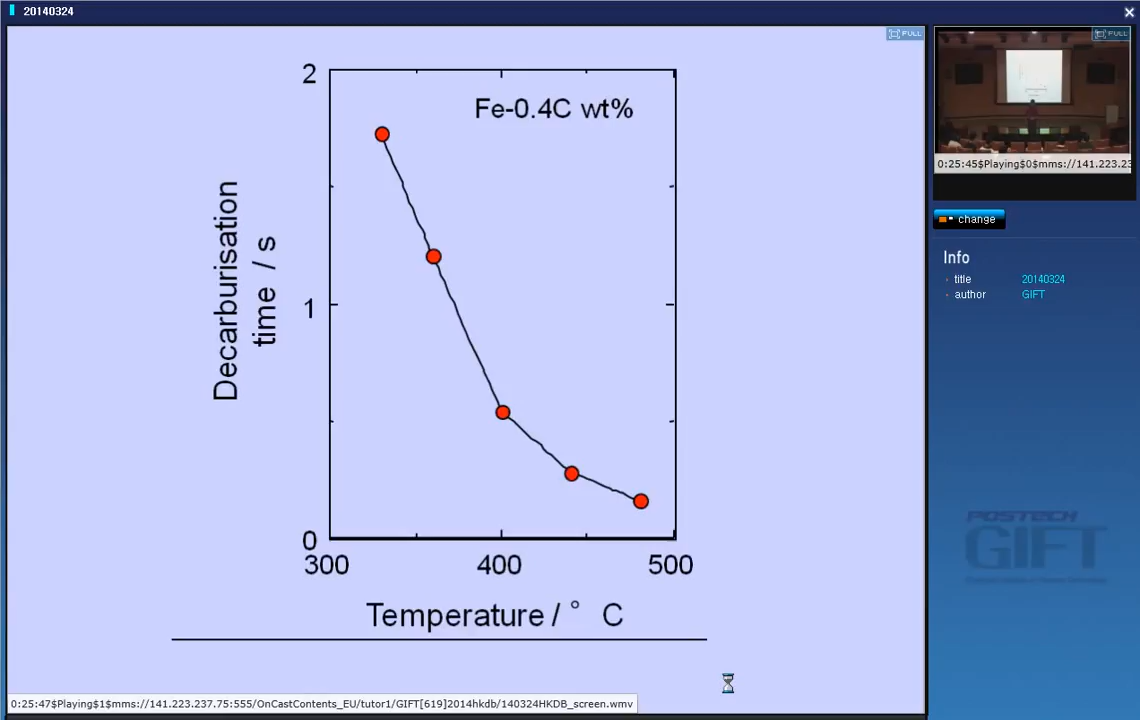 20140324
FULL
2
Fe-0.4C wt%
Decarburisation
time / s
1
0
300
400
500
Temperature / ° C
0:25:47$Playing$1$mms://141.223.237.75:555/OnCastContents_EU/tutor1/GIFT[619]2014hkdb/140324HKDB_screen.wmv
FULL
0:25:45$Playing$0$mms://141.223.23
change
Info
title 20140324
author GIFT
POSTECH
GIFT